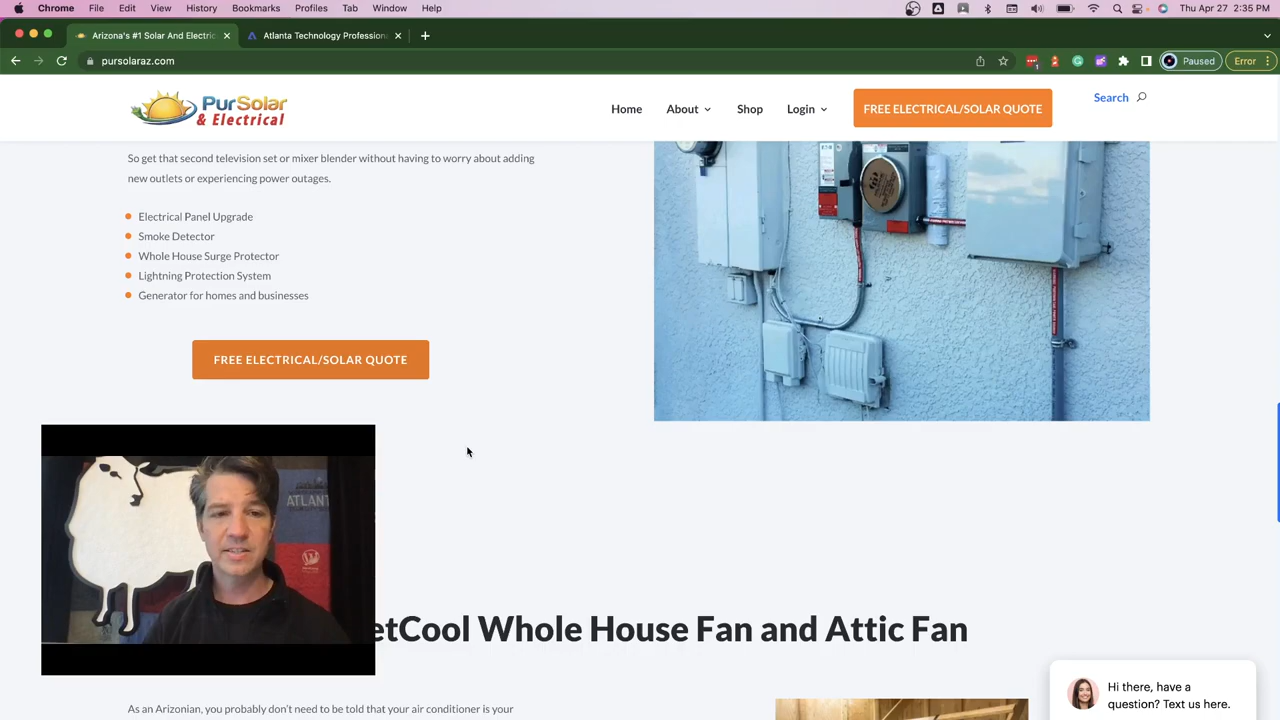 Chrome File Edit View History Bookmarks Profiles Tab Window Help
Thu Apr 27 2:35 PM
Arizona's #1 Solar And Electric
Atlanta Technology Profession
pursolaraz.com
Paused
Error
PurSolar
& Electrical
Home
About
Shop
Login
FREE ELECTRICAL/SOLAR QUOTE
Search
So get that second television set or mixer blender without having to worry about adding
new outlets or experiencing power outages.
Electrical Panel Upgrade
Smoke Detector
Whole House Surge Protector
Lightning Protection System
Generator for homes and businesses
FREE ELECTRICAL/SOLAR QUOTE
ATLANT
etCool Whole House Fan and Attic Fan
As an Arizonian, you probably don't need to be told that your air conditioner is your
Hi there, have a
question? Text us here.